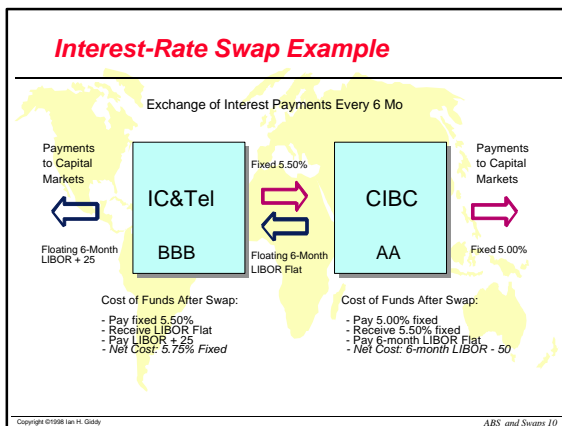 Interest-Rate Swap Example
Exchange of Interest Payments Every 6 Mo
Payments
to Capital
Markets
Floating 6-Month
LIBOR + 25
IC&Tel
BBB
Fixed 5.50%
Floating 6-Month
LIBOR Flat
CIBC
AA
Payments
to Capital
Markets
Fixed 5.00%
Cost of Funds After Swap:
- Pay fixed 5.50%
- Receive LIBOR Flat
- Pay LIBOR + 25
- Net Cost: 5.75% Fixed
Cost of Funds After Swap:
- Pay 5.00% fixed
- Receive 5.50% fixed
- Pay 6-month LIBOR Flat
- Net Cost: 6-month LIBOR - 50
Copyright ©1998 Ian H. Giddy
ABS and Swaps 10